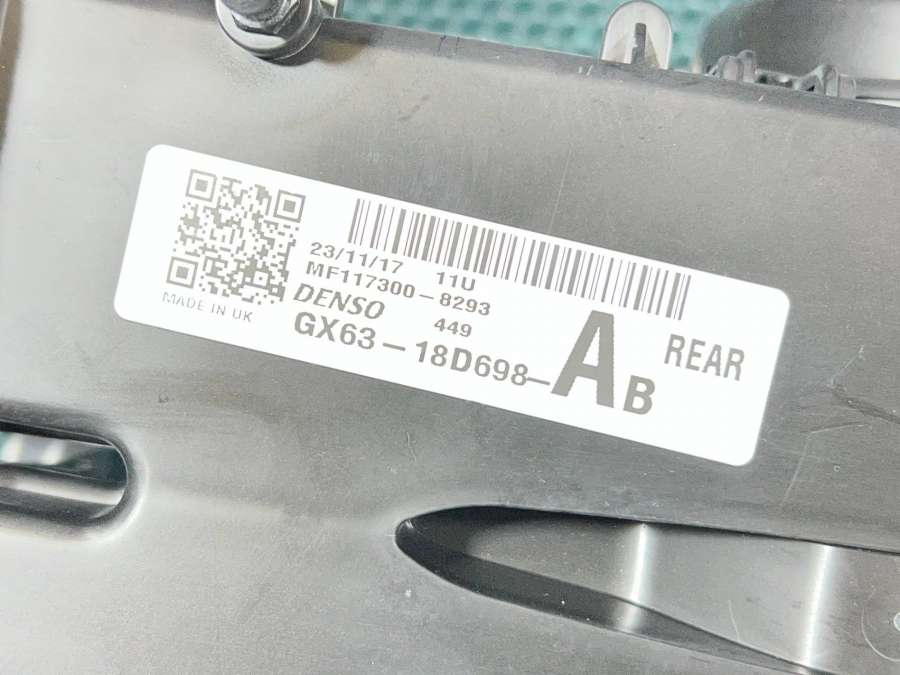 23/11/17 11U
MF117300-8293
DENSO 449
MADE IN UK
GX63-18D698-AB
REAR